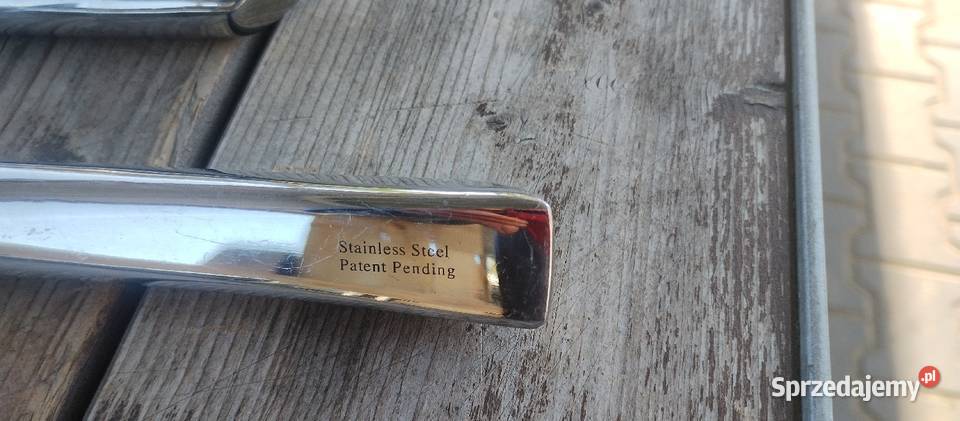 Stainless Steel
Patent Pending
Sprzedajemy.pl